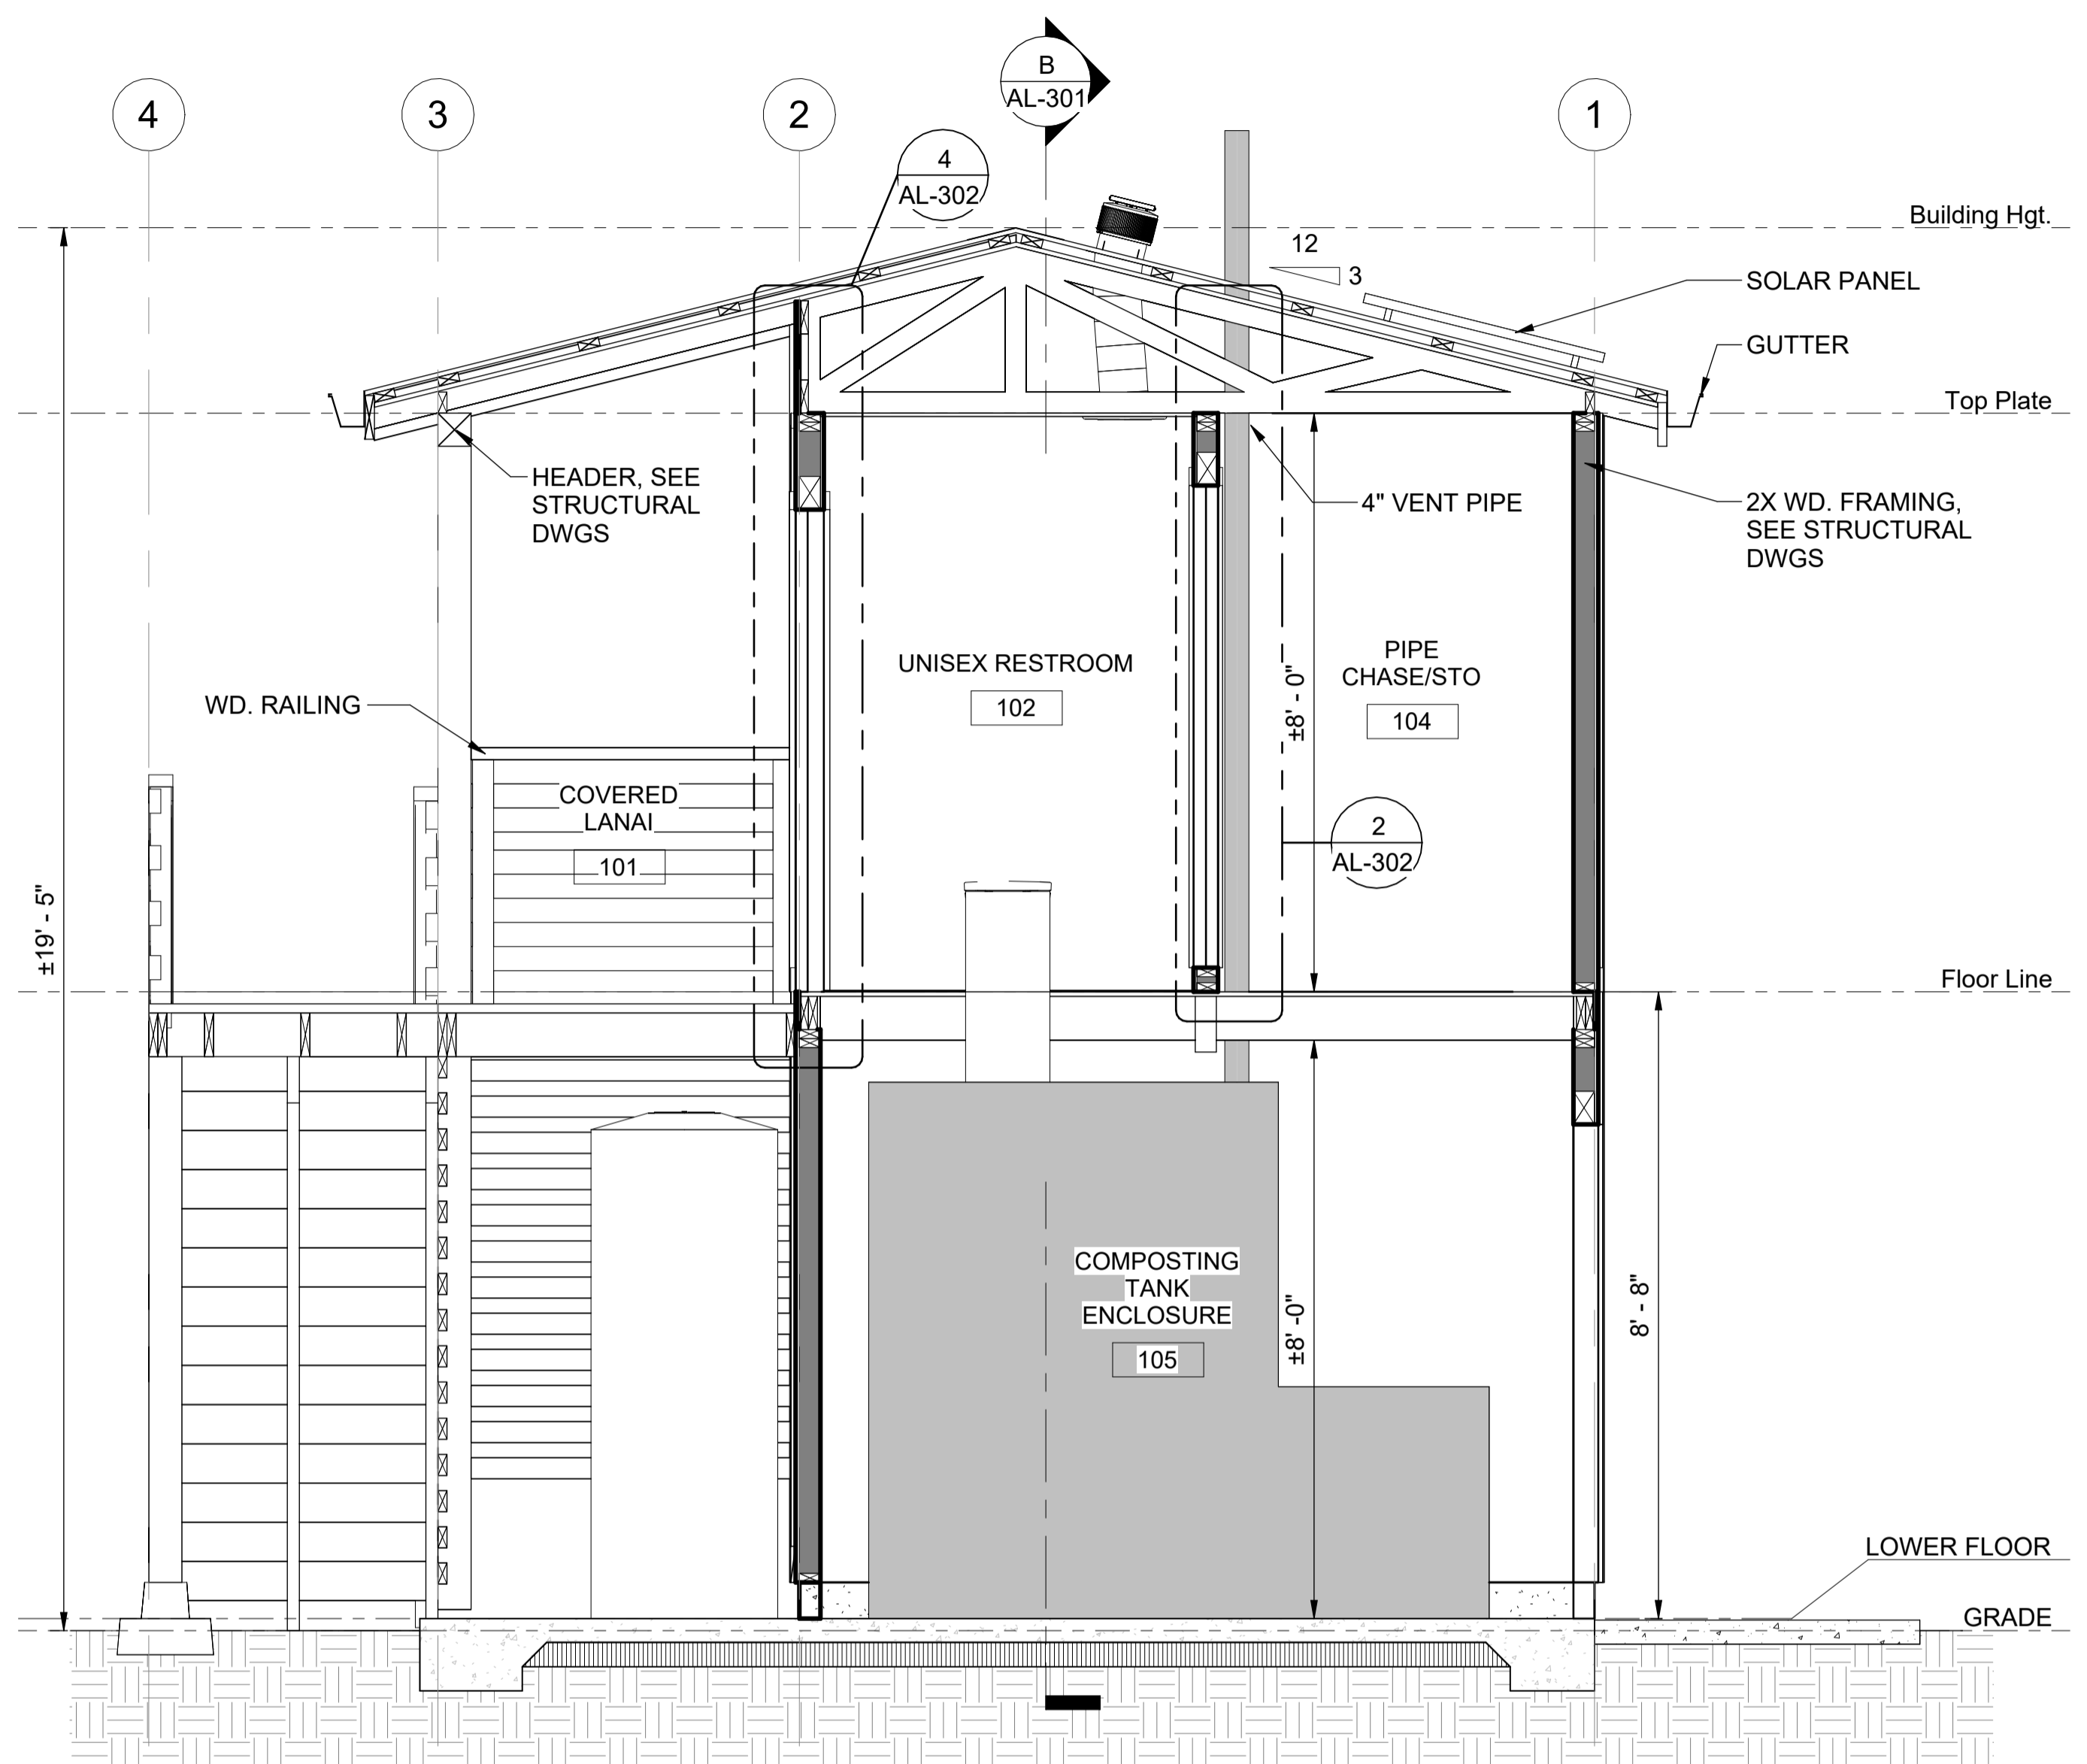 B
AL-301
4
3
2
1
4
AL-302
Building Hgt.
12
3
SOLAR PANEL
GUTTER
Top Plate
HEADER, SEE
STRUCTURAL
DWGS
4" VENT PIPE
2X WD. FRAMING,
SEE STRUCTURAL
DWGS
UNISEX RESTROOM
102
±8' - 0"
PIPE
CHASE/STO
104
WD. RAILING
COVERED
LANAI
101
2
AL-302
±19' - 5"
Floor Line
COMPOSTING
TANK
ENCLOSURE
105
±8' -0"
8' - 8"
LOWER FLOOR
GRADE